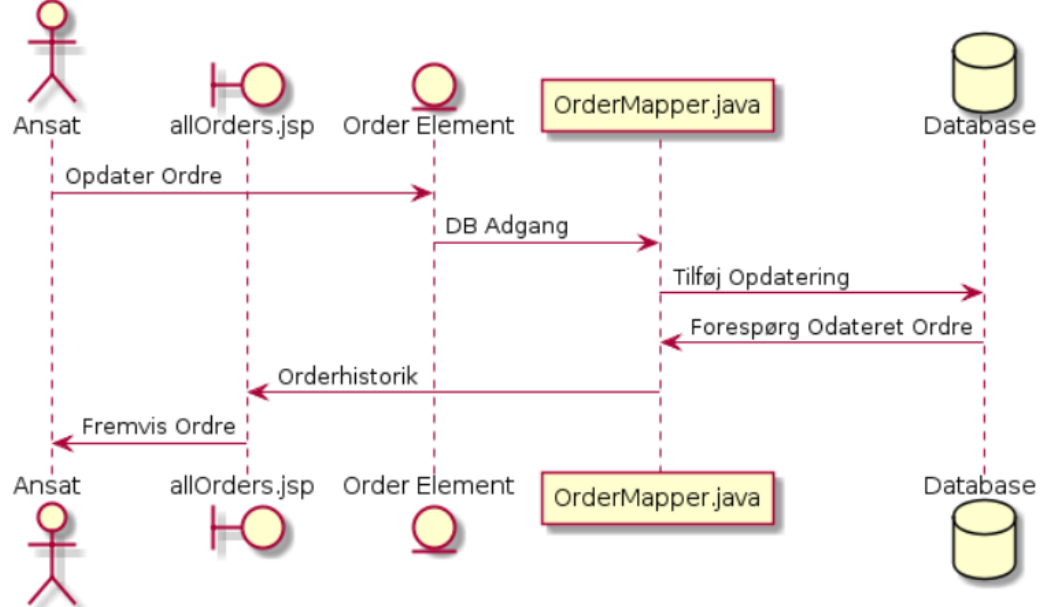 Ansat
allOrders.jsp
Order Element
OrderMapper.java
Database
Opdater Ordre
DB Adgang
Tilføj Opdatering
Forespørg Odateret Ordre
Orderhistorik
Fremvis Ordre
Ansat
allOrders.jsp
Order Element
OrderMapper.java
Database